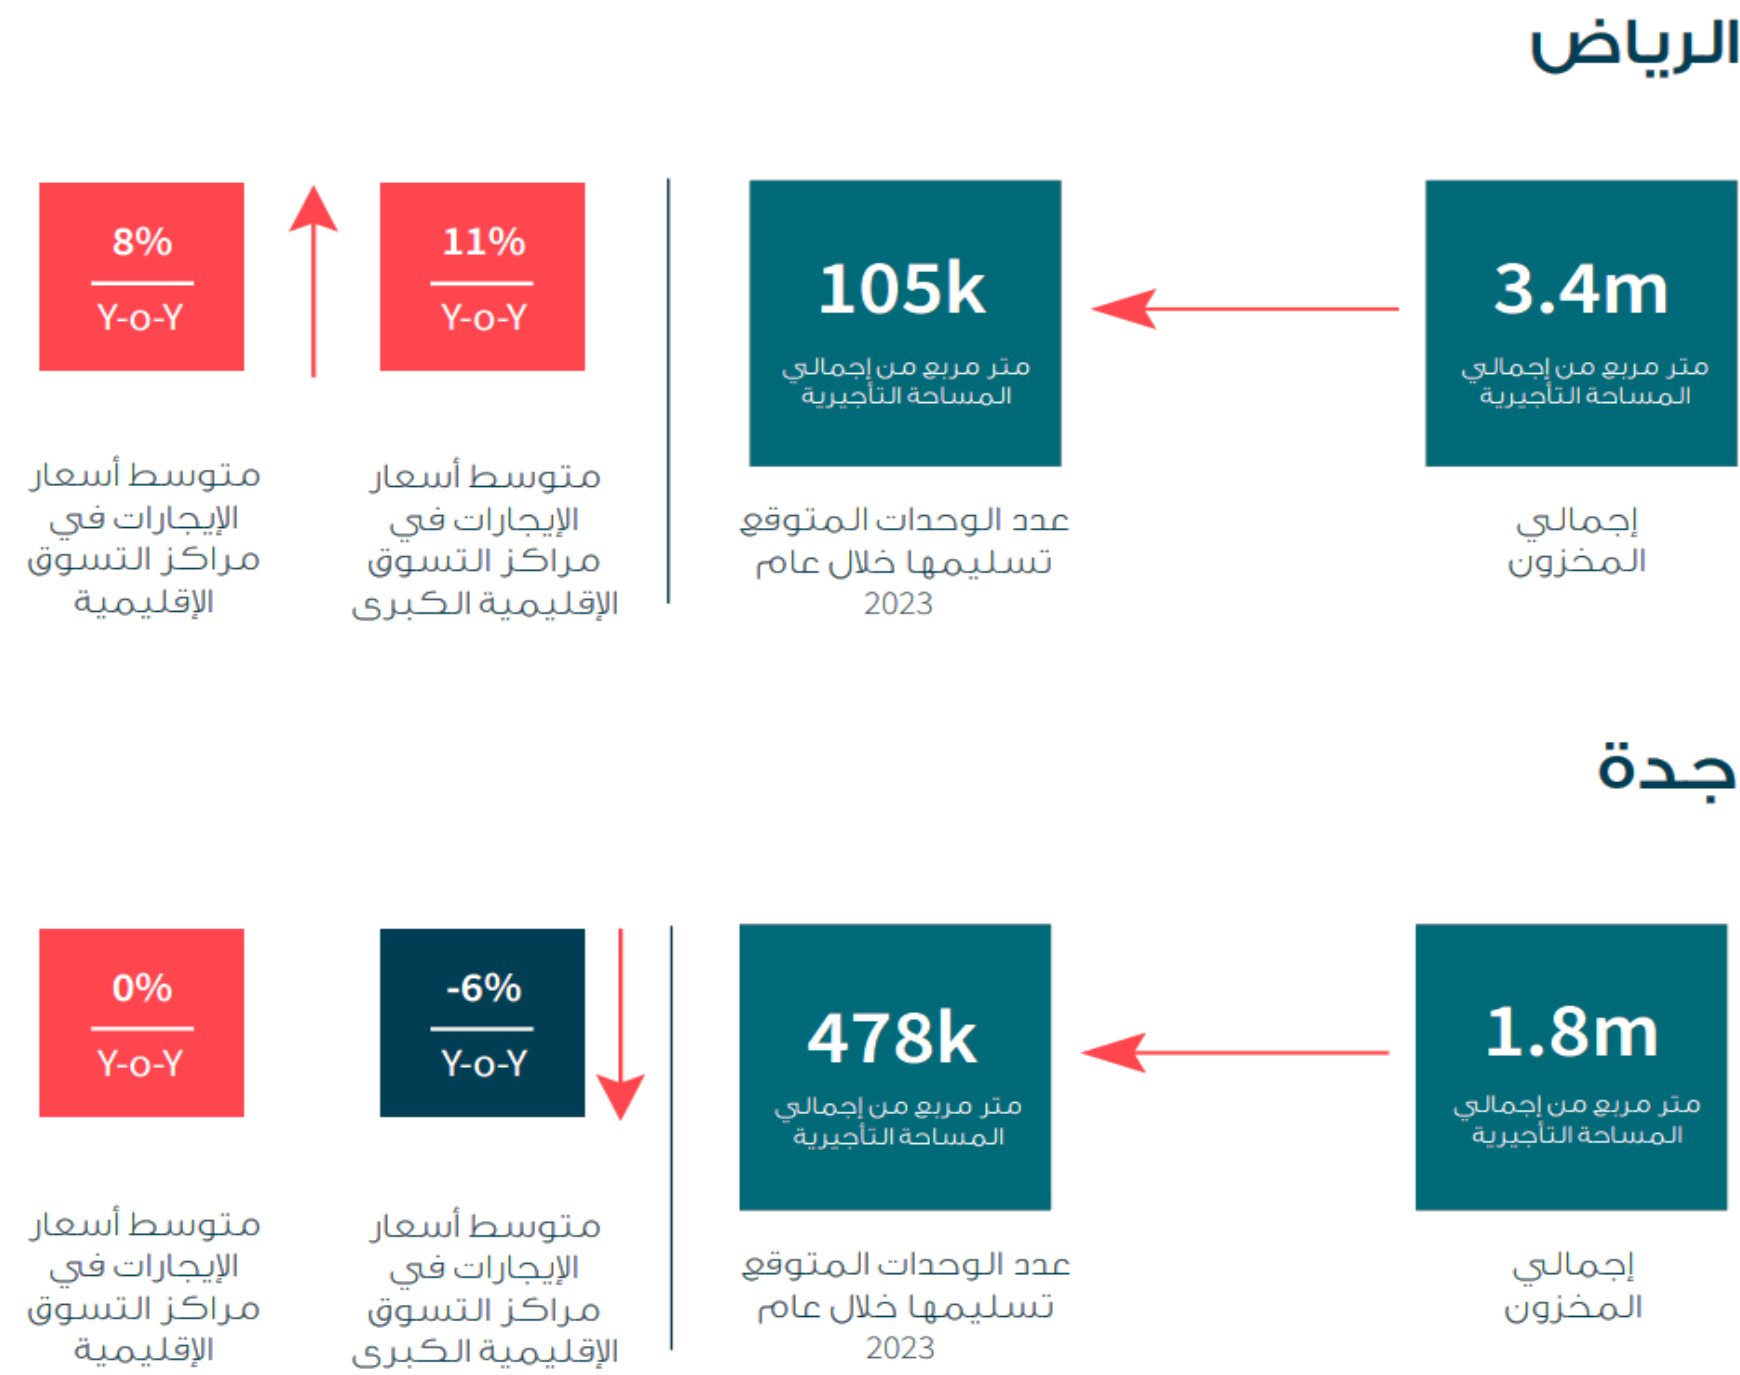 الرياض
3.4m
متر مربع من إجمالي
المساحة التأجيرية
إجمالي
المخزون
105k
متر مربع من إجمالي
المساحة التأجيرية
عدد الوحدات المتوقع
تسليمها خلال عام
2023
11%
Y-o-Y
متوسط أسعار
الإيجارات في
مراكز التسوق
الإقليمية الكبرى
8%
Y-o-Y
متوسط أسعار
الإيجارات في
مراكز التسوق
الإقليمية
جدة
1.8m
متر مربع من إجمالي
المساحة التأجيرية
إجمالي
المخزون
478k
متر مربع من إجمالي
المساحة التأجيرية
عدد الوحدات المتوقع
تسليمها خلال عام
2023
-6%
Y-o-Y
متوسط أسعار
الإيجارات في
مراكز التسوق
الإقليمية الكبرى
0%
Y-o-Y
متوسط أسعار
الإيجارات في
مراكز التسوق
الإقليمية